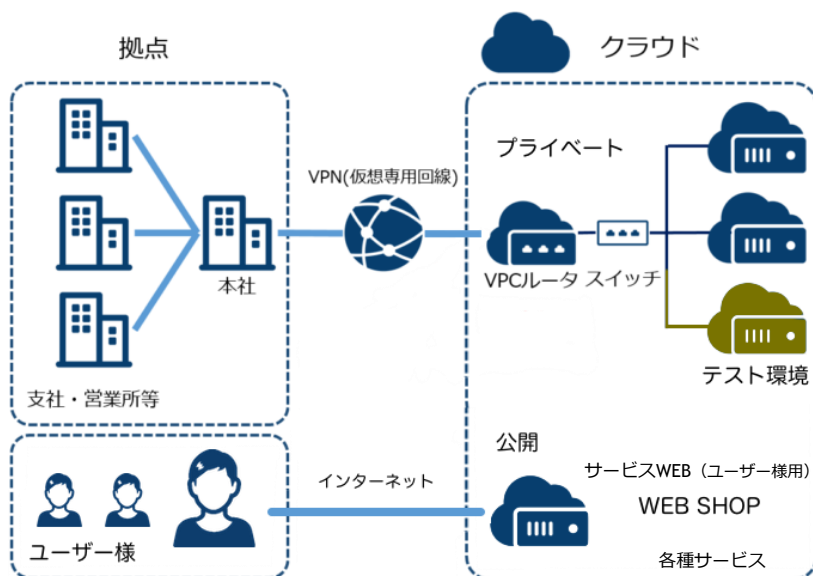 拠点
クラウド
プライベート
VPN(仮想専用回線)
本社
VPCルータ
スイッチ
テスト環境
支社・営業所等
公開
サービスWEB（ユーザー様用）
インターネット
WEB SHOP
ユーザー様
各種サービス